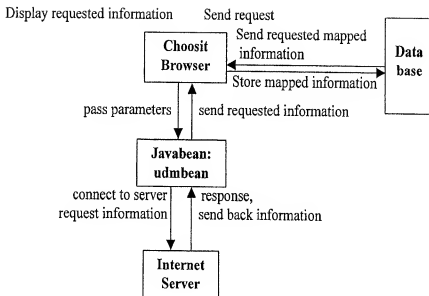 Display requested information Send request
Send requested mapped
information
Choosit
Browser
Data
base
Store mapped information
pass parameters
send requested information
Javabean:
udmbean
connect to server
request information
response,
send back information
Internet
Server